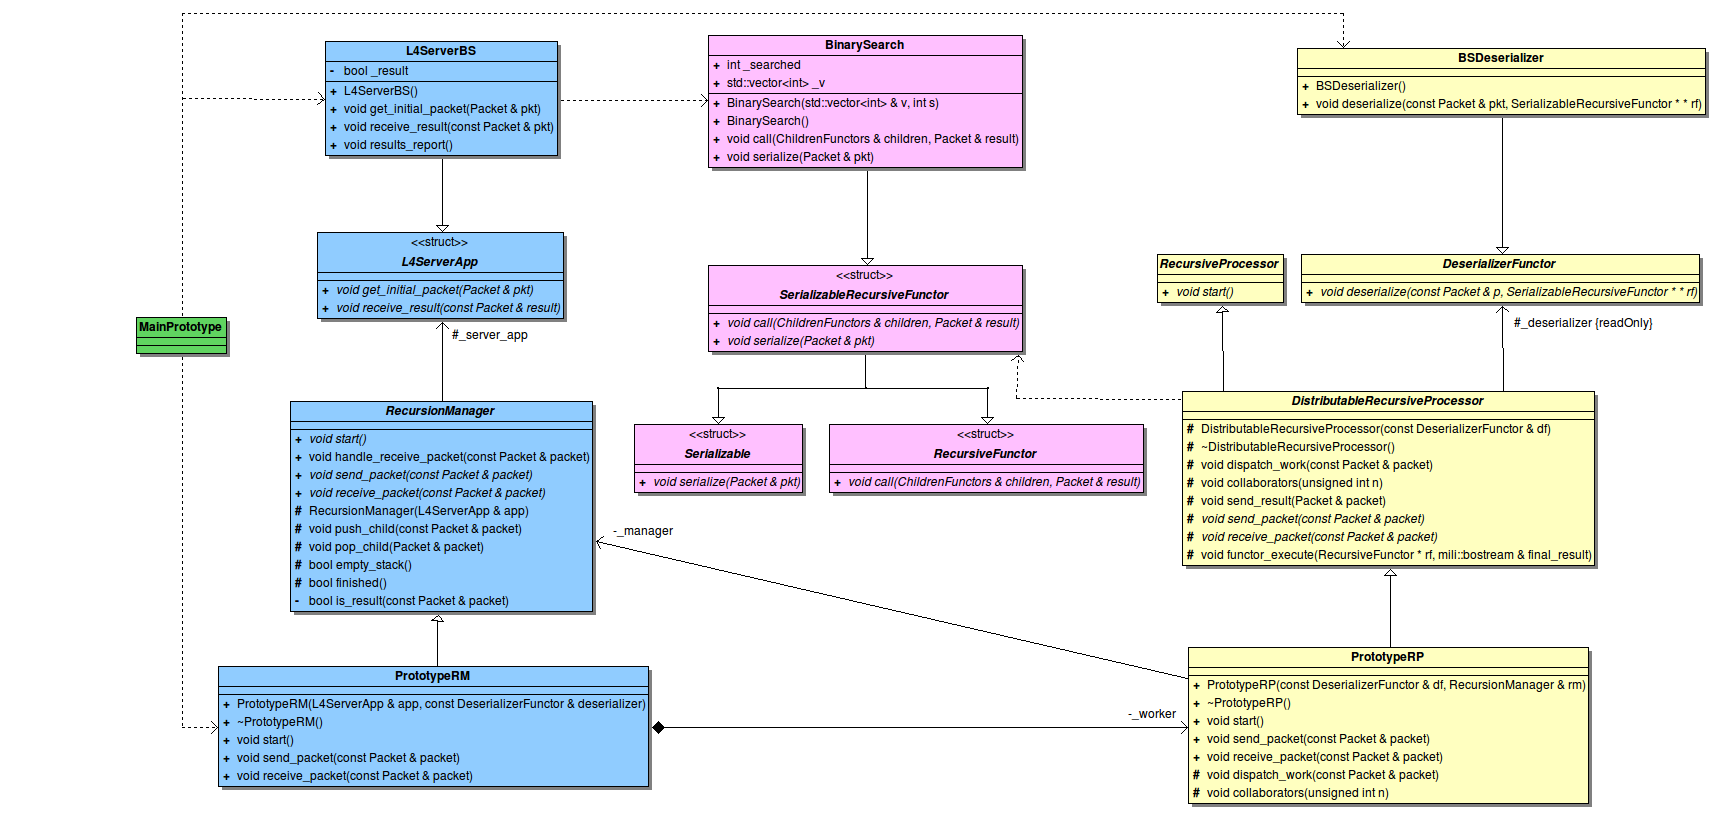 L4ServerBS
- bool _result
+ L4ServerBS()
+ void get_initial_packet(Packet & pkt)
+ void receive_result(const Packet & pkt)
+ void results_report()
BinarySearch
+ int _searched
+ std::vector<int> _v
+ BinarySearch(std::vector<int> & v, int s)
+ BinarySearch()
+ void call(ChildrenFunctors & children, Packet & result)
+ void serialize(Packet & pkt)
BSDeserializer
+ BSDeserializer()
+ void deserialize(const Packet & pkt, SerializableRecursiveFunctor * * rf)
<<struct>>
L4ServerApp
+ void get_initial_packet(Packet & pkt)
+ void receive_result(const Packet & result)
<<struct>>
SerializableRecursiveFunctor
+ void call(ChildrenFunctors & children, Packet & result)
+ void serialize(Packet & pkt)
RecursiveProcessor
+ void start()
DeserializerFunctor
+ void deserialize(const Packet & p, SerializableRecursiveFunctor * * rf)
MainPrototype
#_server_app
#_deserializer {readOnly}
RecursionManager
+ void start()
+ void handle_receive_packet(const Packet & packet)
+ void send_packet(const Packet & packet)
+ void receive_packet(const Packet & packet)
# RecursionManager(L4ServerApp & app)
# void push_child(const Packet & packet)
# void pop_child(Packet & packet)
# bool empty_stack()
# bool finished()
- bool is_result(const Packet & packet)
<<struct>>
Serializable
+ void serialize(Packet & pkt)
<<struct>>
RecursiveFunctor
+ void call(ChildrenFunctors & children, Packet & result)
DistributableRecursiveProcessor
# DistributableRecursiveProcessor(const DeserializerFunctor & df)
# ~DistributableRecursiveProcessor()
# void dispatch_work(const Packet & packet)
# void collaborators(unsigned int n)
# void send_result(Packet & packet)
# void send_packet(const Packet & packet)
# void receive_packet(const Packet & packet)
# void functor_execute(RecursiveFunctor * rf, mili::bostream & final_result)
-_manager
PrototypeRM
+ PrototypeRM(L4ServerApp & app, const DeserializerFunctor & deserializer)
+ ~PrototypeRM()
+ void start()
+ void send_packet(const Packet & packet)
+ void receive_packet(const Packet & packet)
-_worker
PrototypeRP
+ PrototypeRP(const DeserializerFunctor & df, RecursionManager & rm)
+ ~PrototypeRP()
+ void start()
+ void send_packet(const Packet & packet)
+ void receive_packet(const Packet & packet)
# void dispatch_work(const Packet & packet)
# void collaborators(unsigned int n)